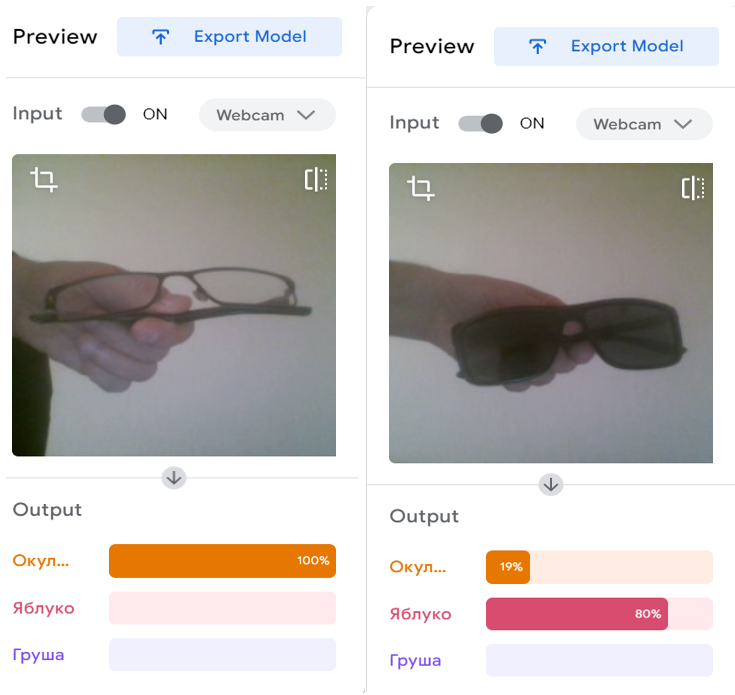 Preview
Export Model
Input
ON
Webcam
Output
Окул...
100%
Яблуко
Груша
Preview
Export Model
Input
ON
Webcam
Output
Окул...
19%
Яблуко
80%
Груша